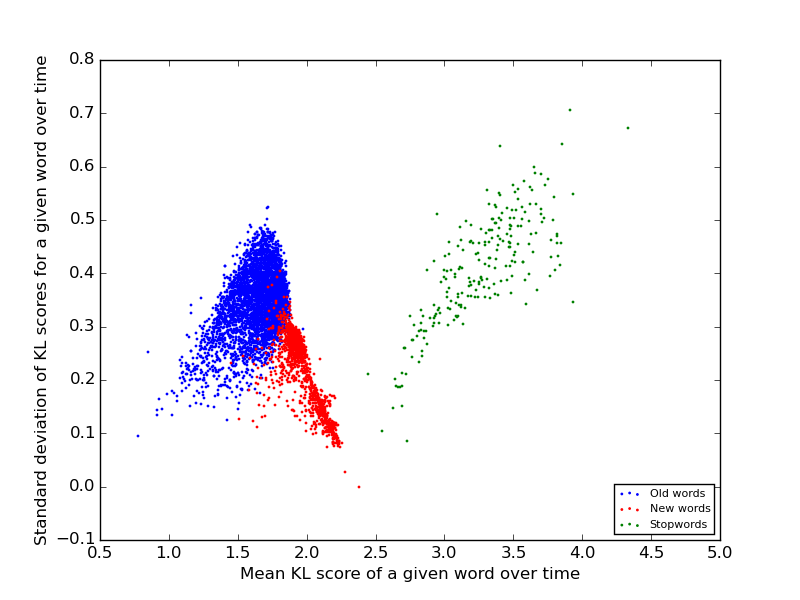 0.8
0.7
0.6
0.5
0.4
0.3
0.2
0.1
0.0
−0.1
Standard deviation of KL scores for a given word over time
0.5 1.0 1.5 2.0 2.5 3.0 3.5 4.0 4.5 5.0
Mean KL score of a given word over time
Old words
New words
Stopwords